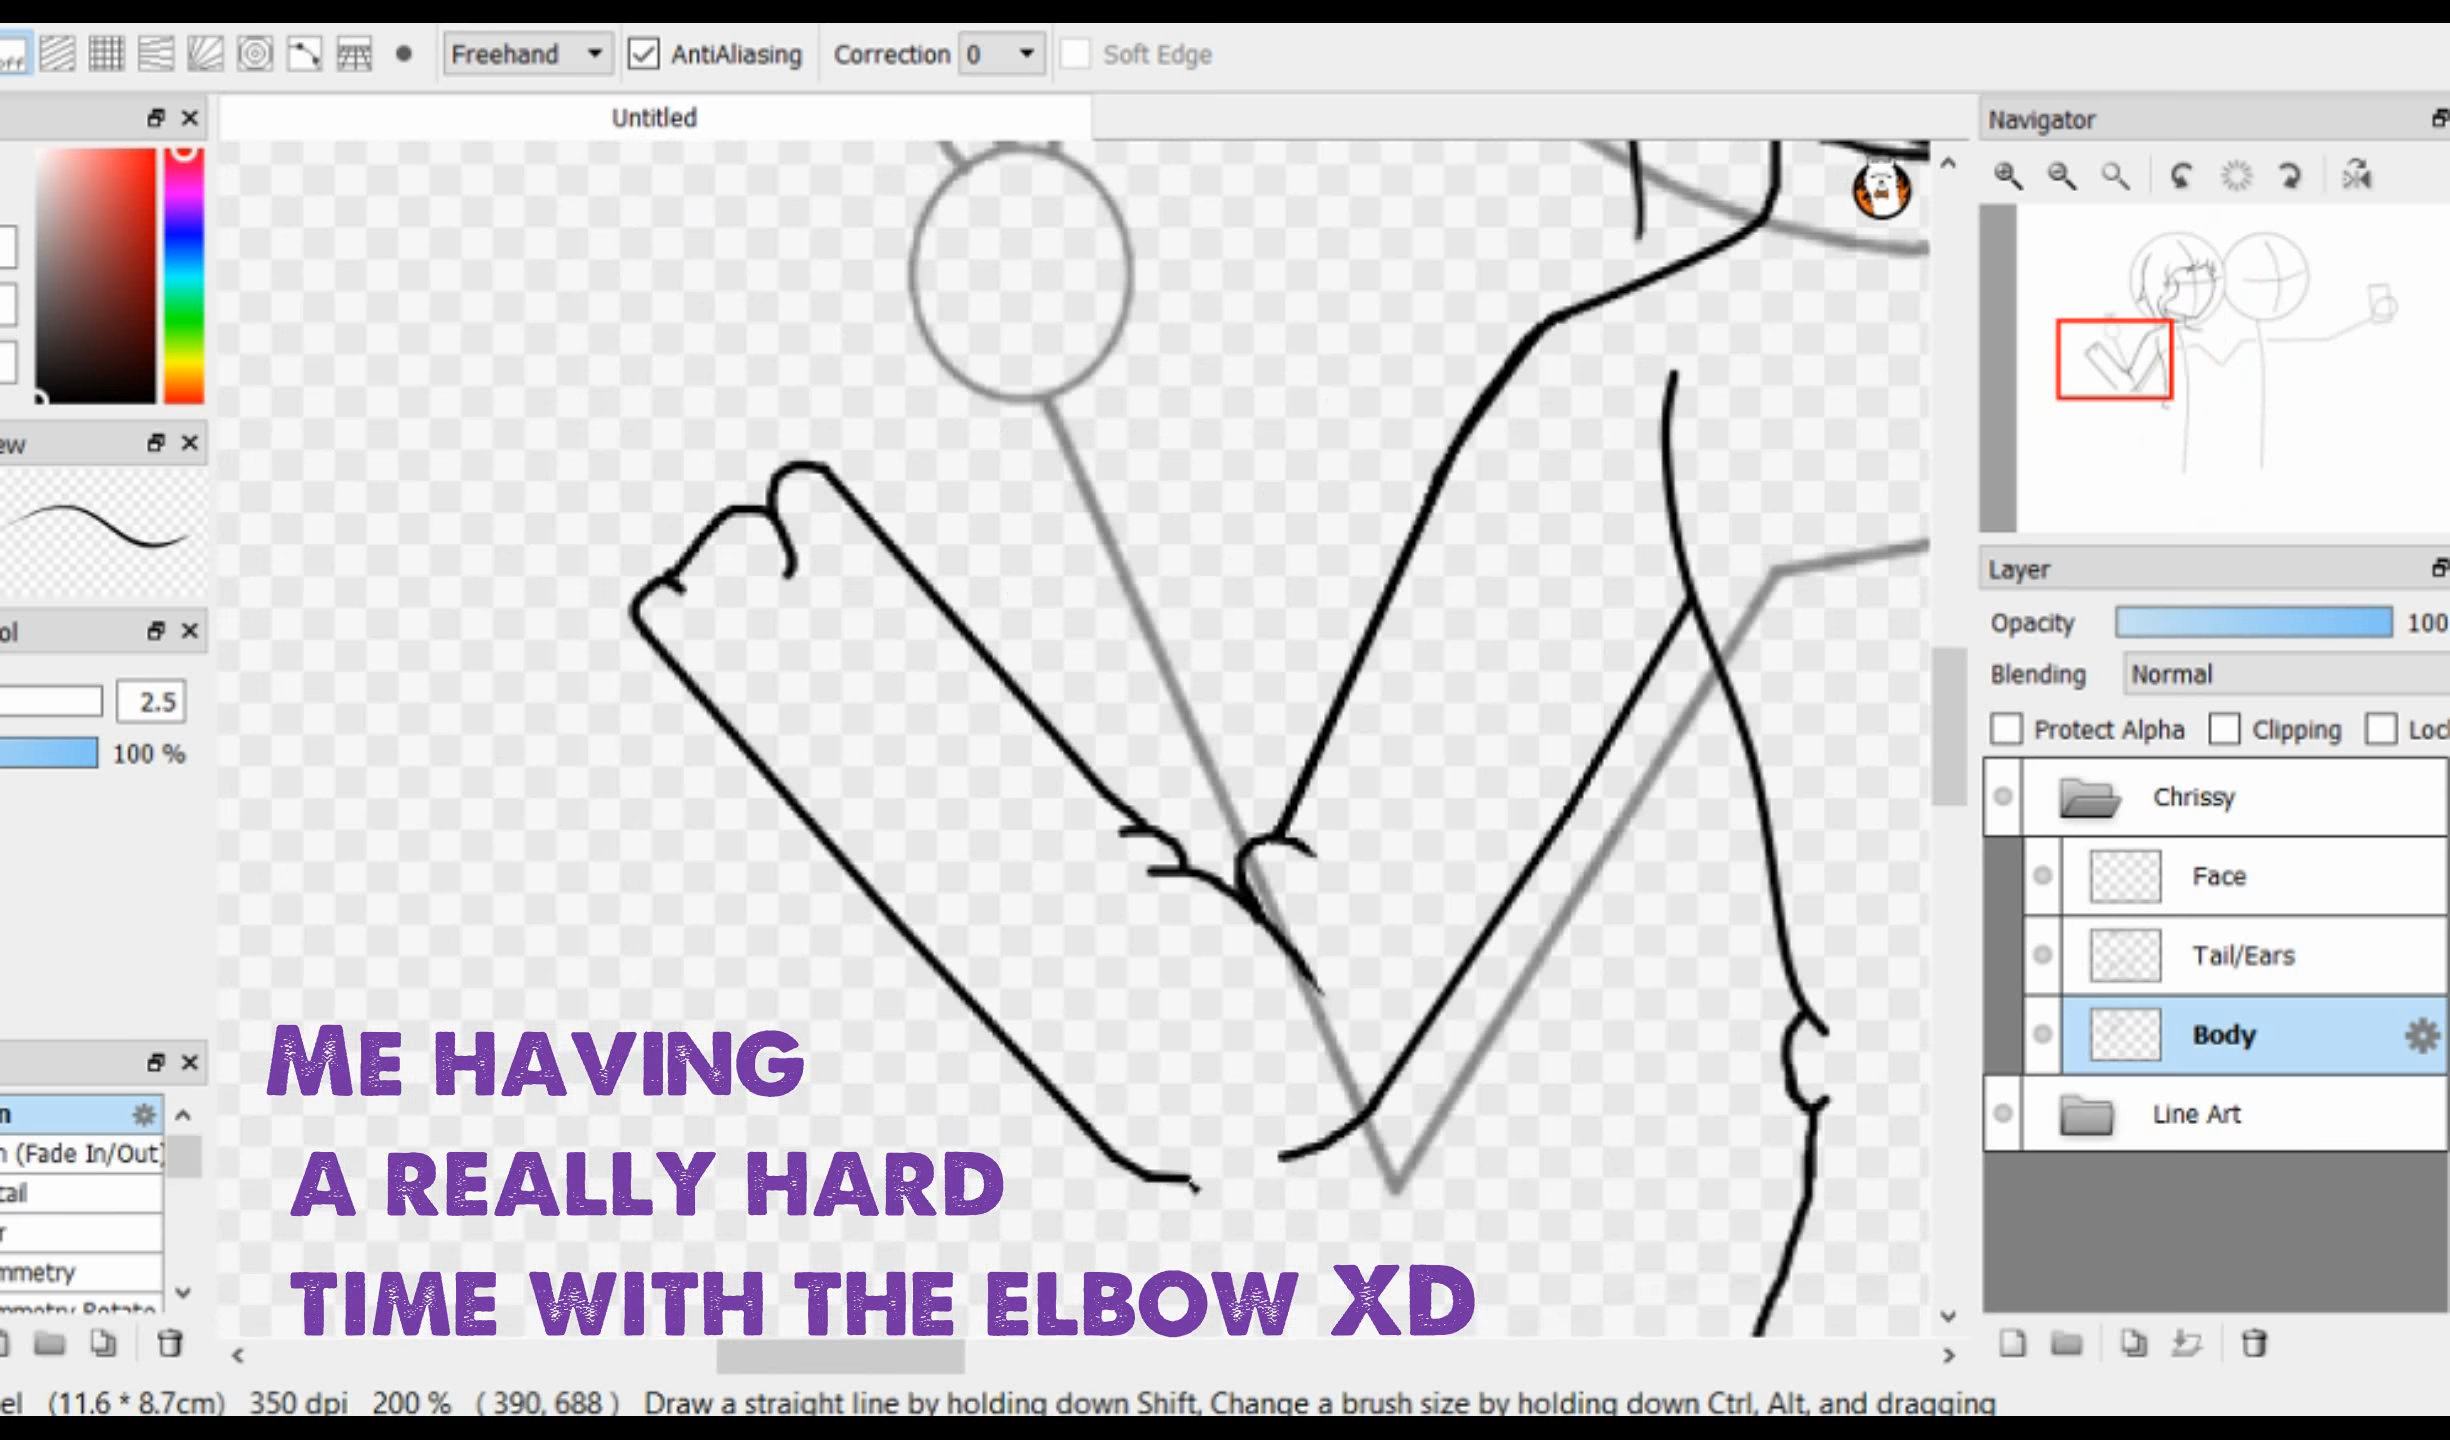 off
Freehand
AntiAliasing
Correction 0
Soft Edge
Untitled
Navigator
2.5
100 %
Layer
Opacity 100
Blending Normal
Protect Alpha
Clipping
Chrissy
Face
Tail/Ears
Body
Line Art
(Fade In/Out)
ME HAVING
A REALLY HARD
TIME WITH THE ELBOW XD
(11.6 * 8.7cm) 350 dpi 200 % ( 390, 688 ) Draw a straight line by holding down Shift, Change a brush size by holding down Ctrl, Alt, and dragging